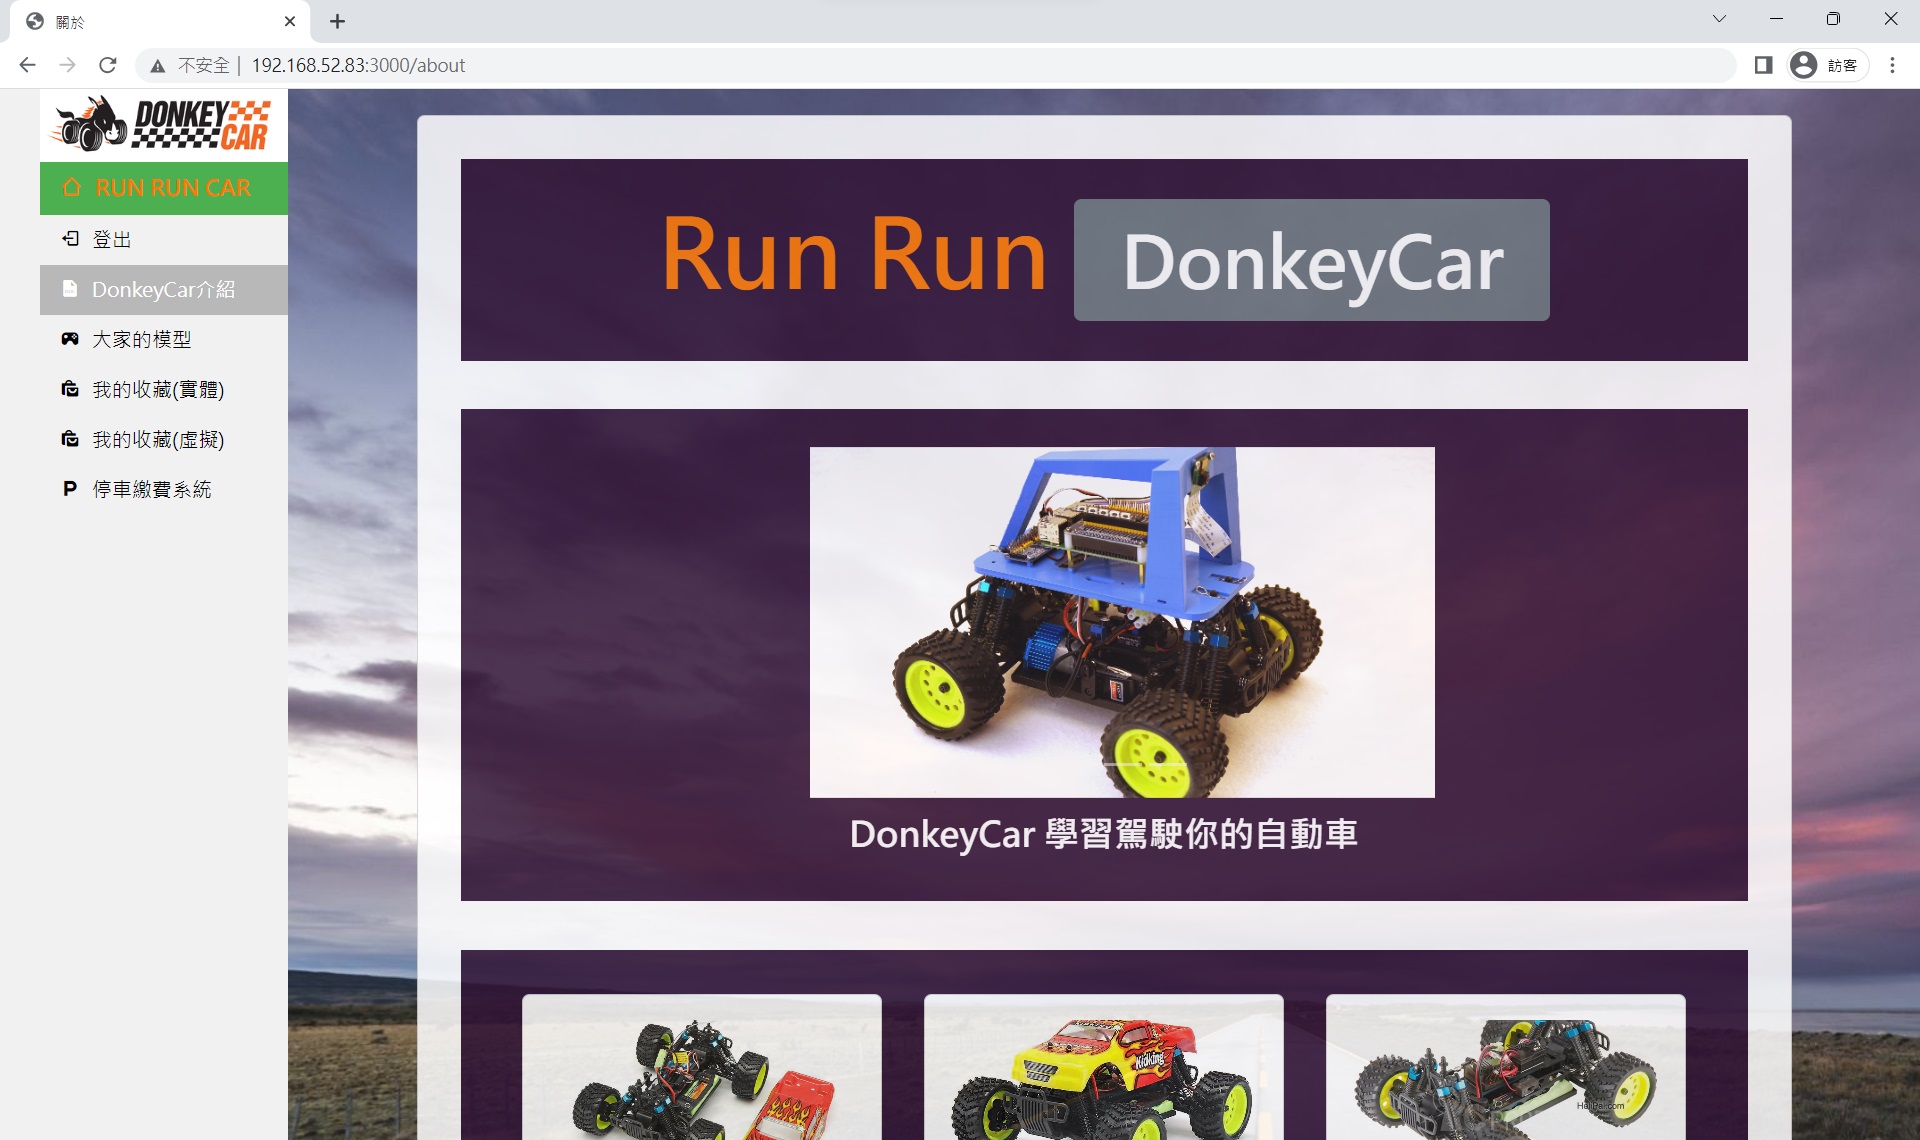 關於
不安全 192.168.52.83:3000/about
訪客
DONKEY
CAR
RUN RUN CAR
登出
DonkeyCar介紹
大家的模型
我的收藏(實體)
我的收藏(虛擬)
P 停車繳費系統
Run Run DonkeyCar
DonkeyCar 學習駕駛你的自動車
KidKing